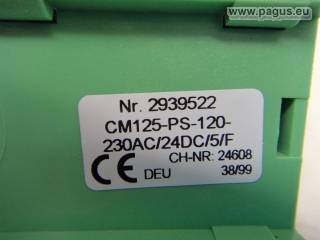 www.pagus.eu
Nr. 2939522
CM125-PS-120-
230AC/24DC/5/F
CE CH-NR: 24608
DEU 38/99